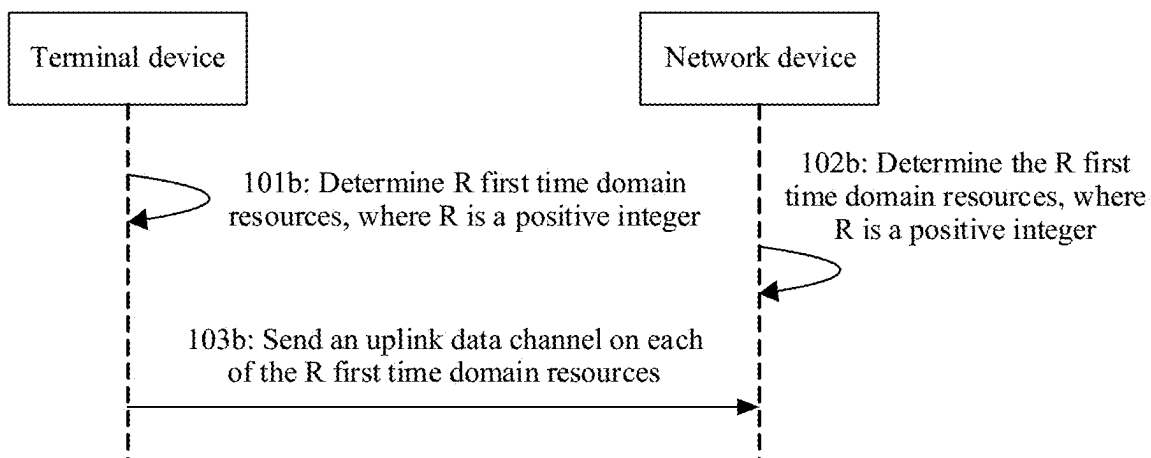 Terminal device
Network device
101b: Determine R first time domain
resources, where R is a positive integer
102b: Determine the R first
time domain resources, where
R is a positive integer
103b: Send an uplink data channel on each
of the R first time domain resources